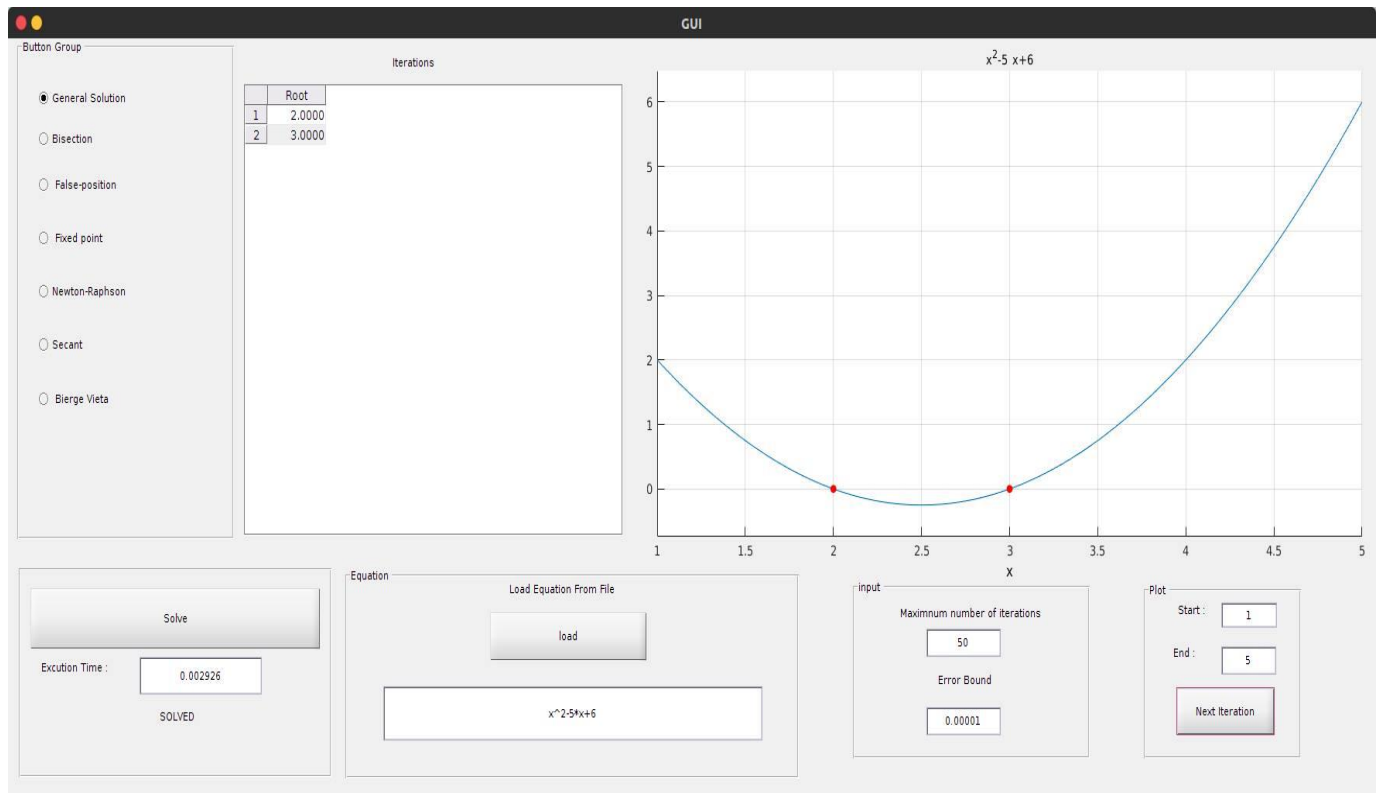 GUI
Button Group
General Solution
Bisection
False-position
Fixed point
Newton-Raphson
Secant
Bierge Vieta
Iterations
Root
1 2.0000
2 3.0000
x²-5 x+6
6
5
4
3
2
1
0
1 1.5 2 2.5 3 3.5 4 4.5 5
x
Solve
Excution Time :
0.002926
SOLVED
Equation
Load Equation From File
load
x^2-5*x+6
input
Maximnum number of iterations
50
Error Bound
0.00001
Plot
Start : 1
End : 5
Next Iteration